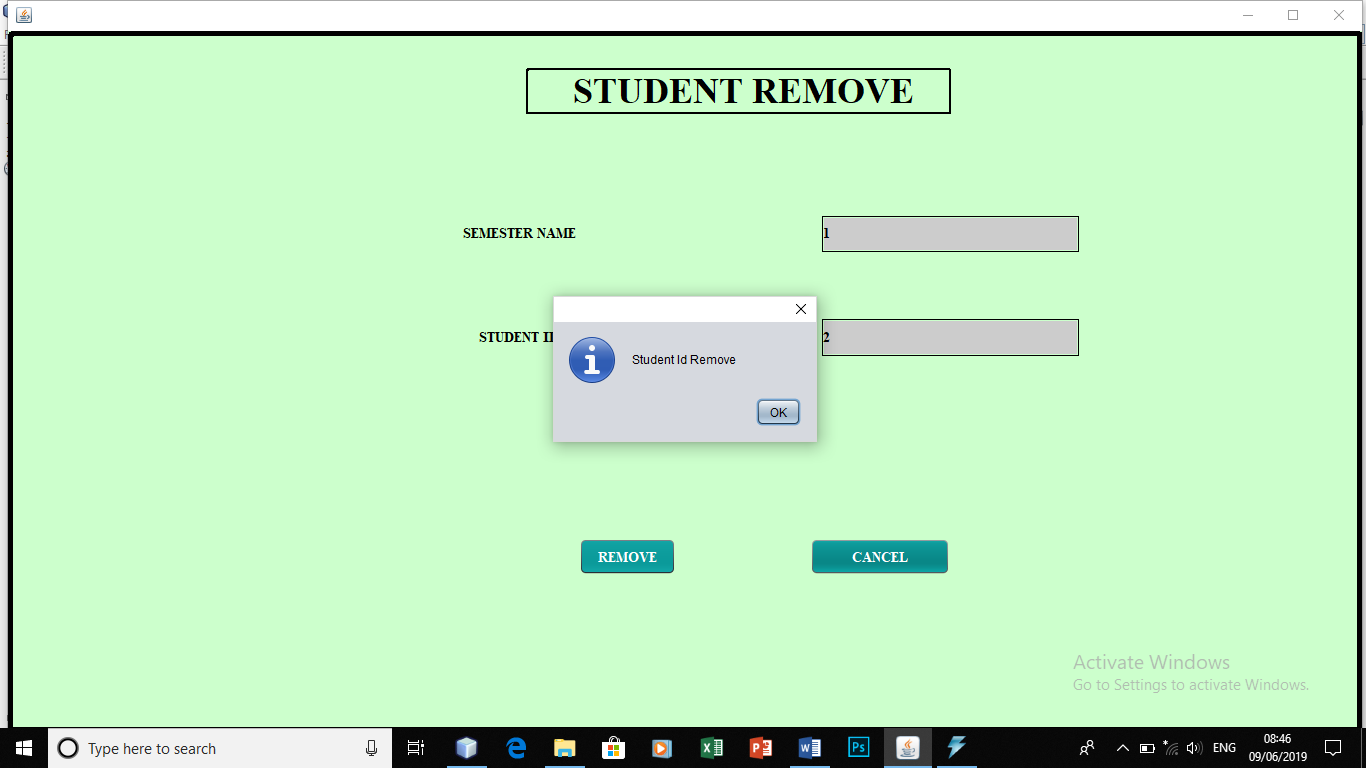 STUDENT REMOVE
SEMESTER NAME
1
STUDENT
2
Student Id Remove
OK
REMOVE
CANCEL
Activate Windows
Go to Settings to activate Windows.
Type here to search
ENG
08:46
09/06/2019